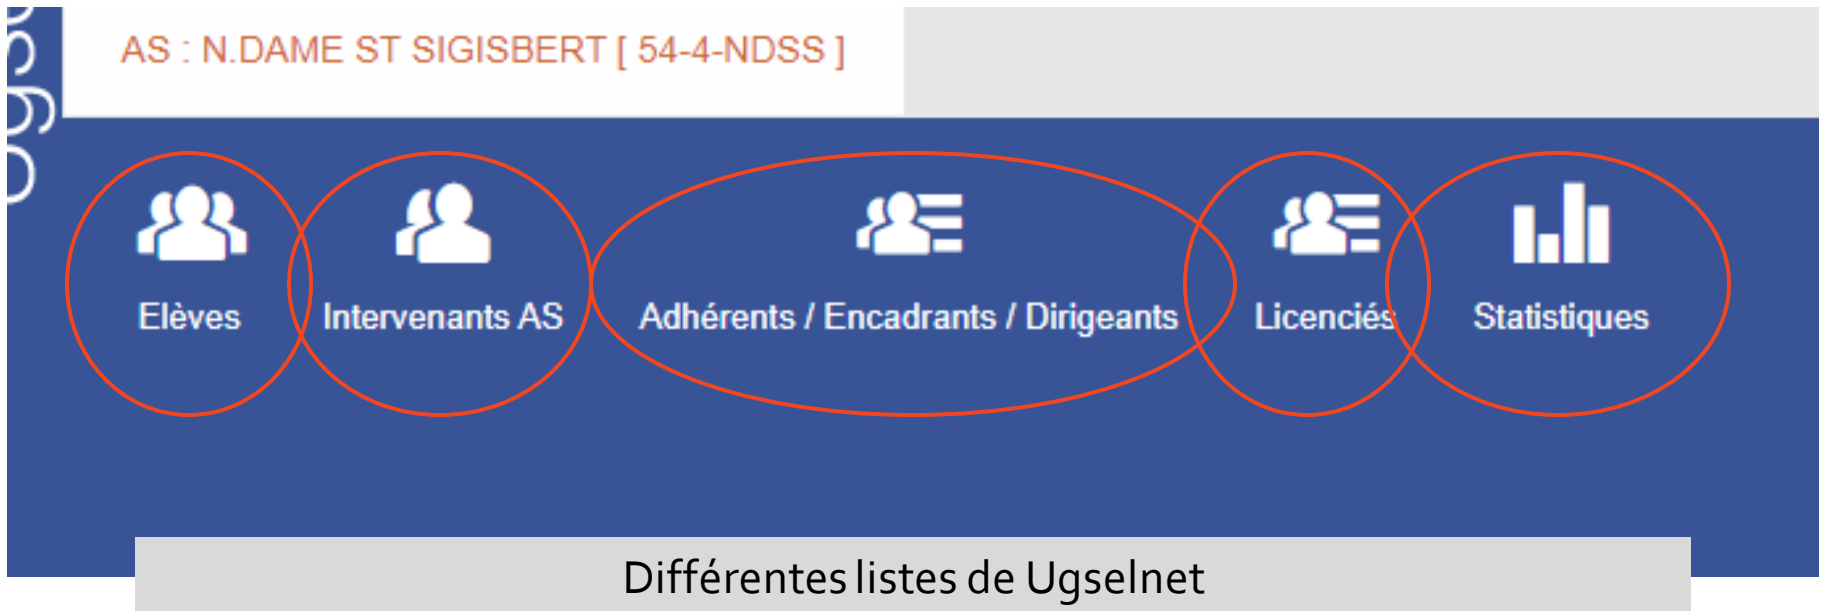 AS : N.DAME ST SIGISBERT [ 54-4-NDSS ]
Elèves
Intervenants AS
Adhérents / Encadrants / Dirigeants
Licenciés
Statistiques
Différentes listes de Ugselnet